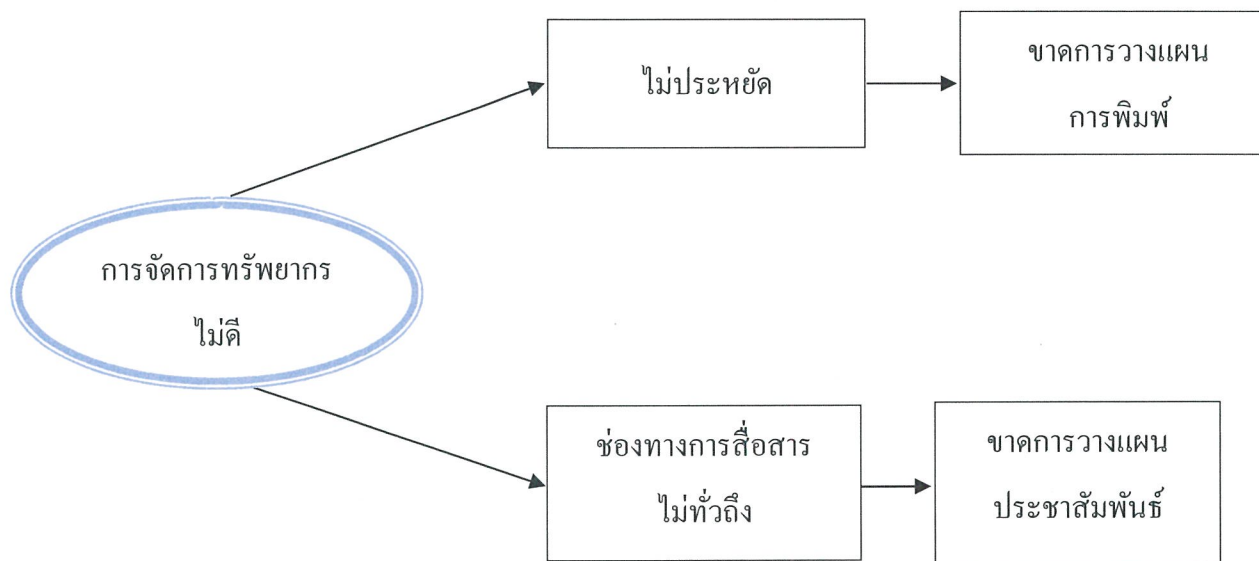 ไม่ประหยัด
ขาดการวางแผน
การพิมพ์
การจัดการทรัพยากร
ไม่ดี
ช่องทางการสื่อสาร
ไม่ทั่วถึง
ขาดการวางแผน
ประชาสัมพันธ์